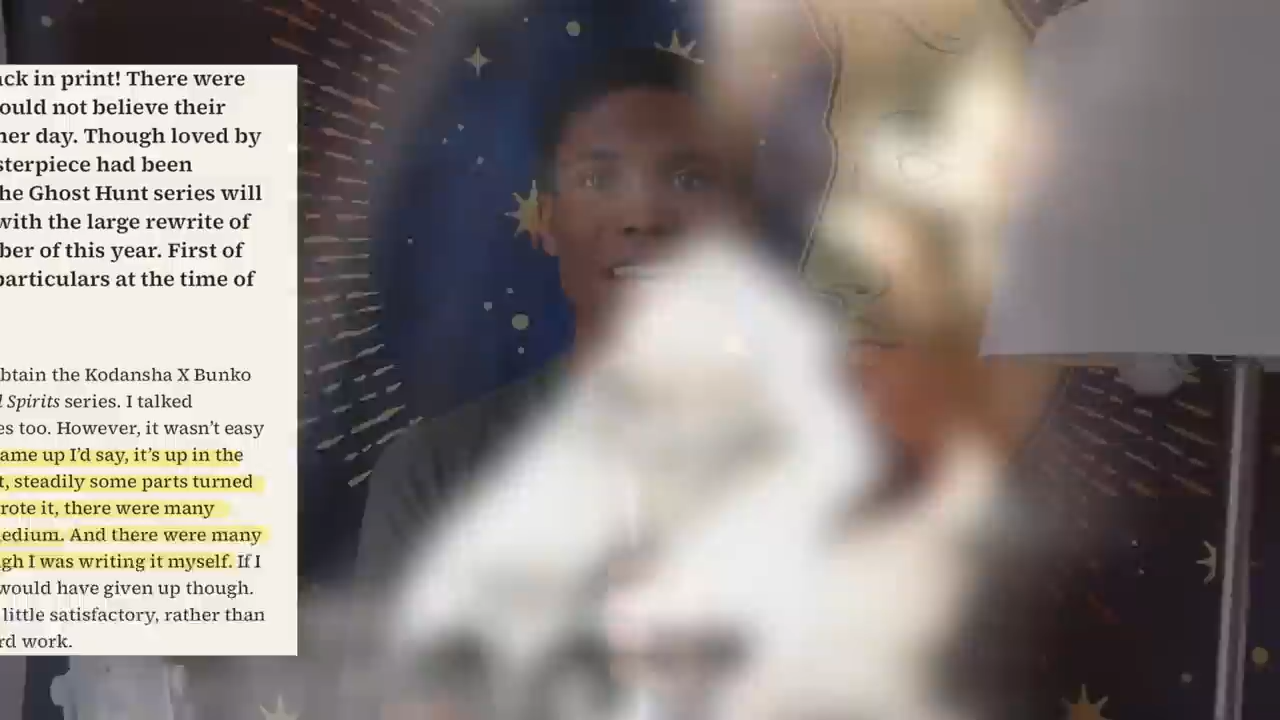 ck in print! There were
ould not believe their
her day. Though loved by
sterpiece had been
he Ghost Hunt series will
with the large rewrite of
ber of this year. First of
particulars at the time of
btain the Kodansha X Bunko
Spirits series. I talked
es too. However, it wasn't easy
ame up I'd say, it's up in the
t, steadily some parts turned
rote it, there were many
edium. And there were many
gh I was writing it myself. If I
would have given up though.
little satisfactory, rather than
rd work.